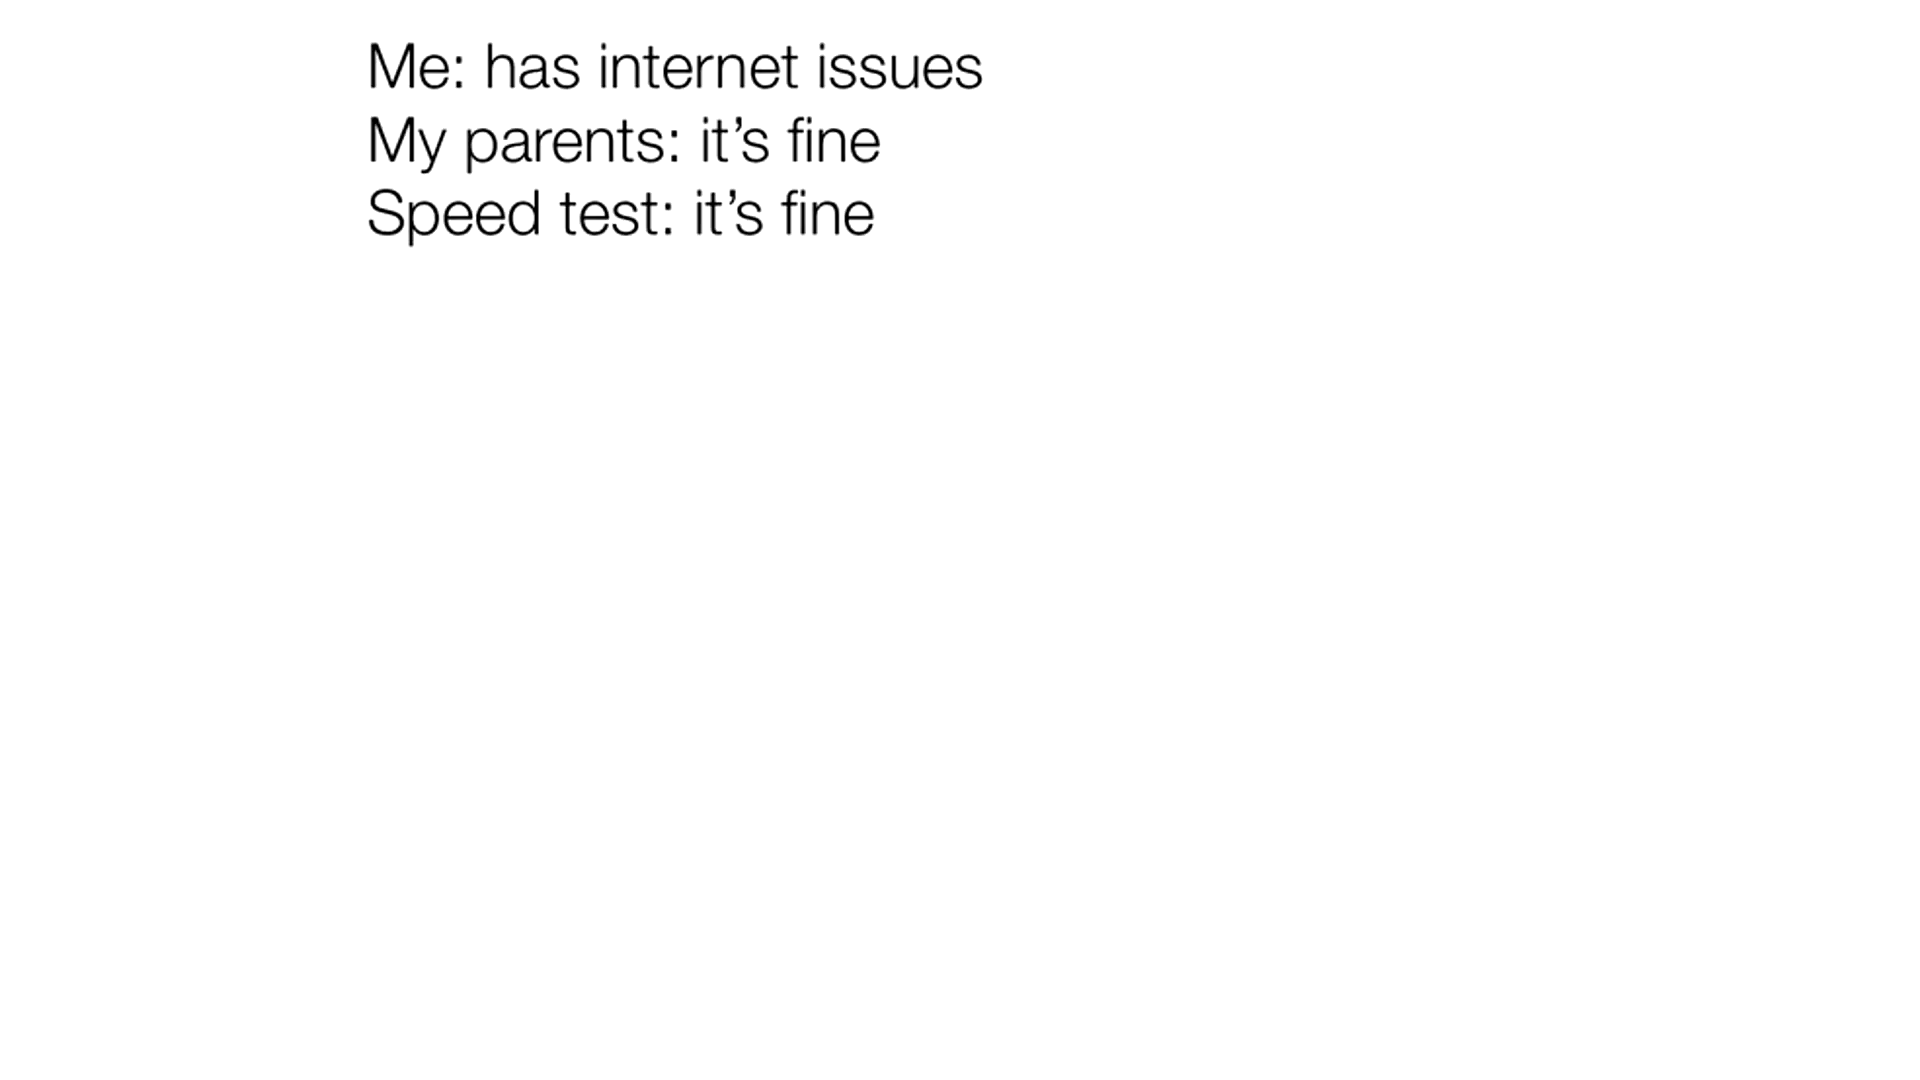 Me: has internet issues
My parents: it’s fine
Speed test: it’s fine